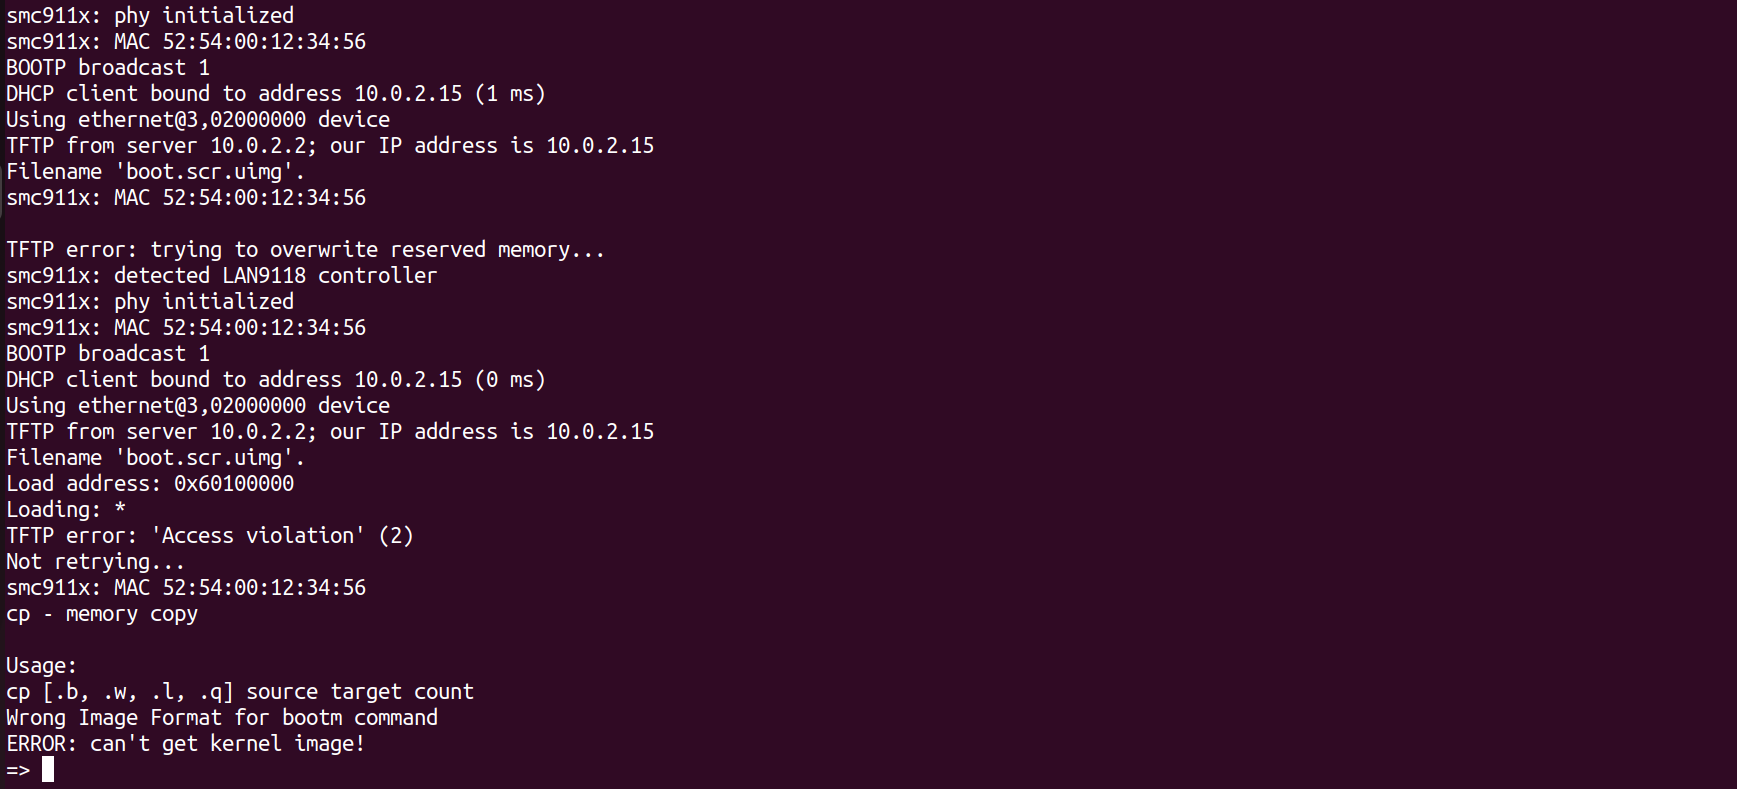 smc911x: phy initialized
smc911x: MAC 52:54:00:12:34:56
BOOTP broadcast 1
DHCP client bound to address 10.0.2.15 (1 ms)
Using ethernet@3,02000000 device
TFTP from server 10.0.2.2; our IP address is 10.0.2.15
Filename 'boot.scr.uimg'.
smc911x: MAC 52:54:00:12:34:56
TFTP error: trying to overwrite reserved memory...
smc911x: detected LAN9118 controller
smc911x: phy initialized
smc911x: MAC 52:54:00:12:34:56
BOOTP broadcast 1
DHCP client bound to address 10.0.2.15 (0 ms)
Using ethernet@3,02000000 device
TFTP from server 10.0.2.2; our IP address is 10.0.2.15
Filename 'boot.scr.uimg'.
Load address: 0x60100000
Loading: *
TFTP error: 'Access violation' (2)
Not retrying...
smc911x: MAC 52:54:00:12:34:56
cp - memory copy
Usage:
cp [.b, .w, .l, .q] source target count
Wrong Image Format for bootm command
ERROR: can't get kernel image!
=>